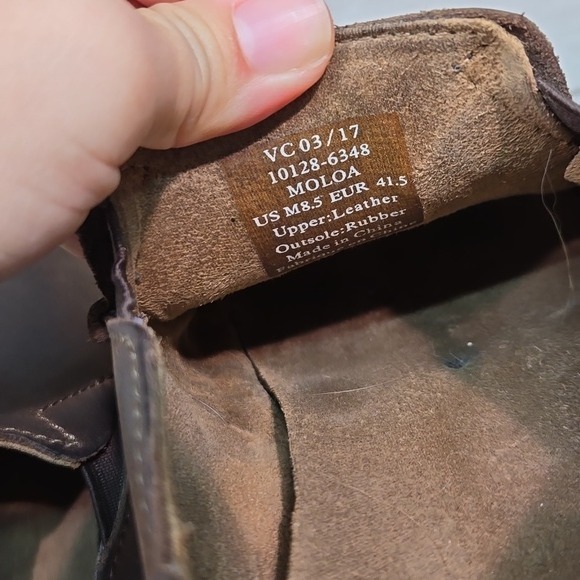 VC 03/17
10128-6348
MOLOA
US M8.5 EUR 41.5
Upper:Leather
Outsole:Rubber
Made in China